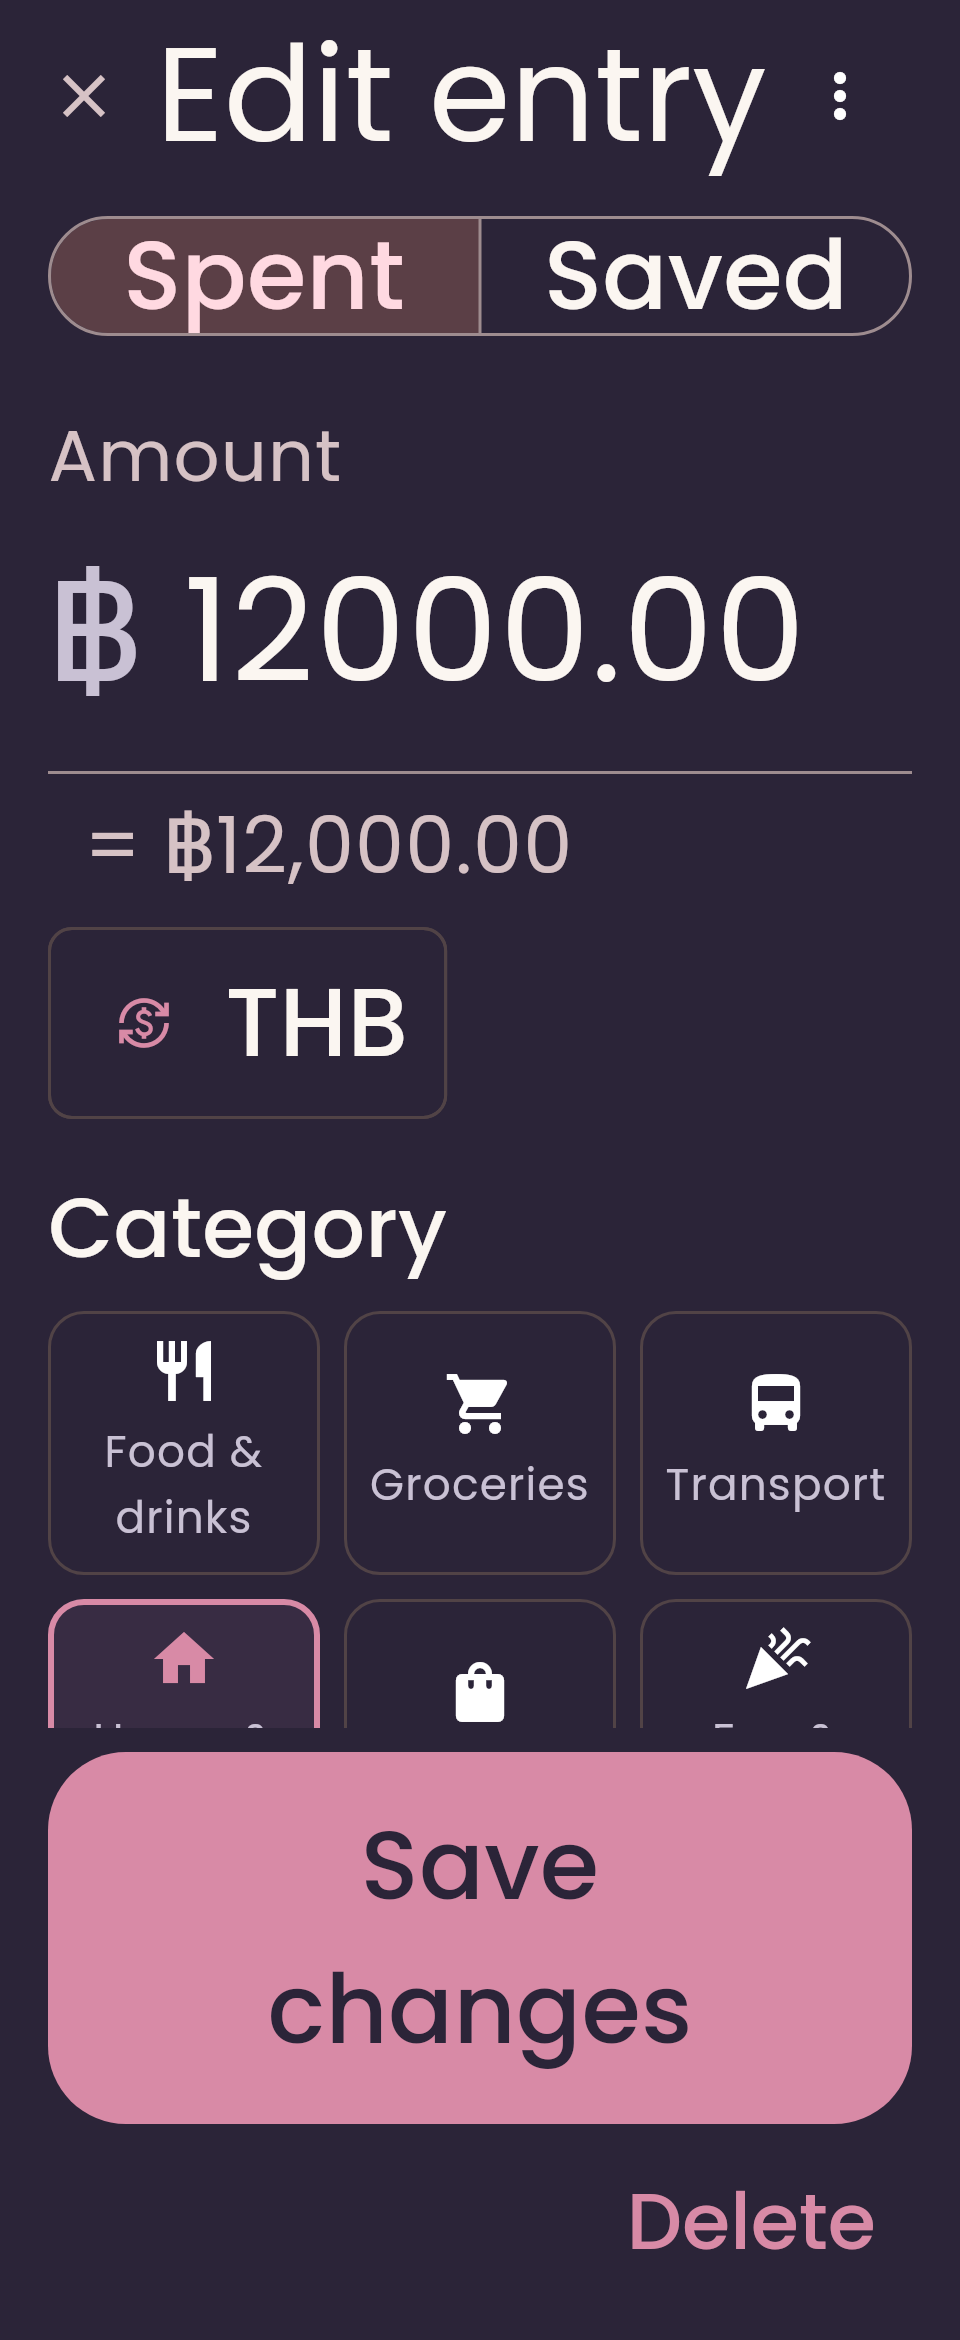 Edit entry
Spent
Saved
Amount
฿ 12000.00
= ฿12,000.00
THB
Category
Food &
drinks
Groceries
Transport
Save
changes
Delete